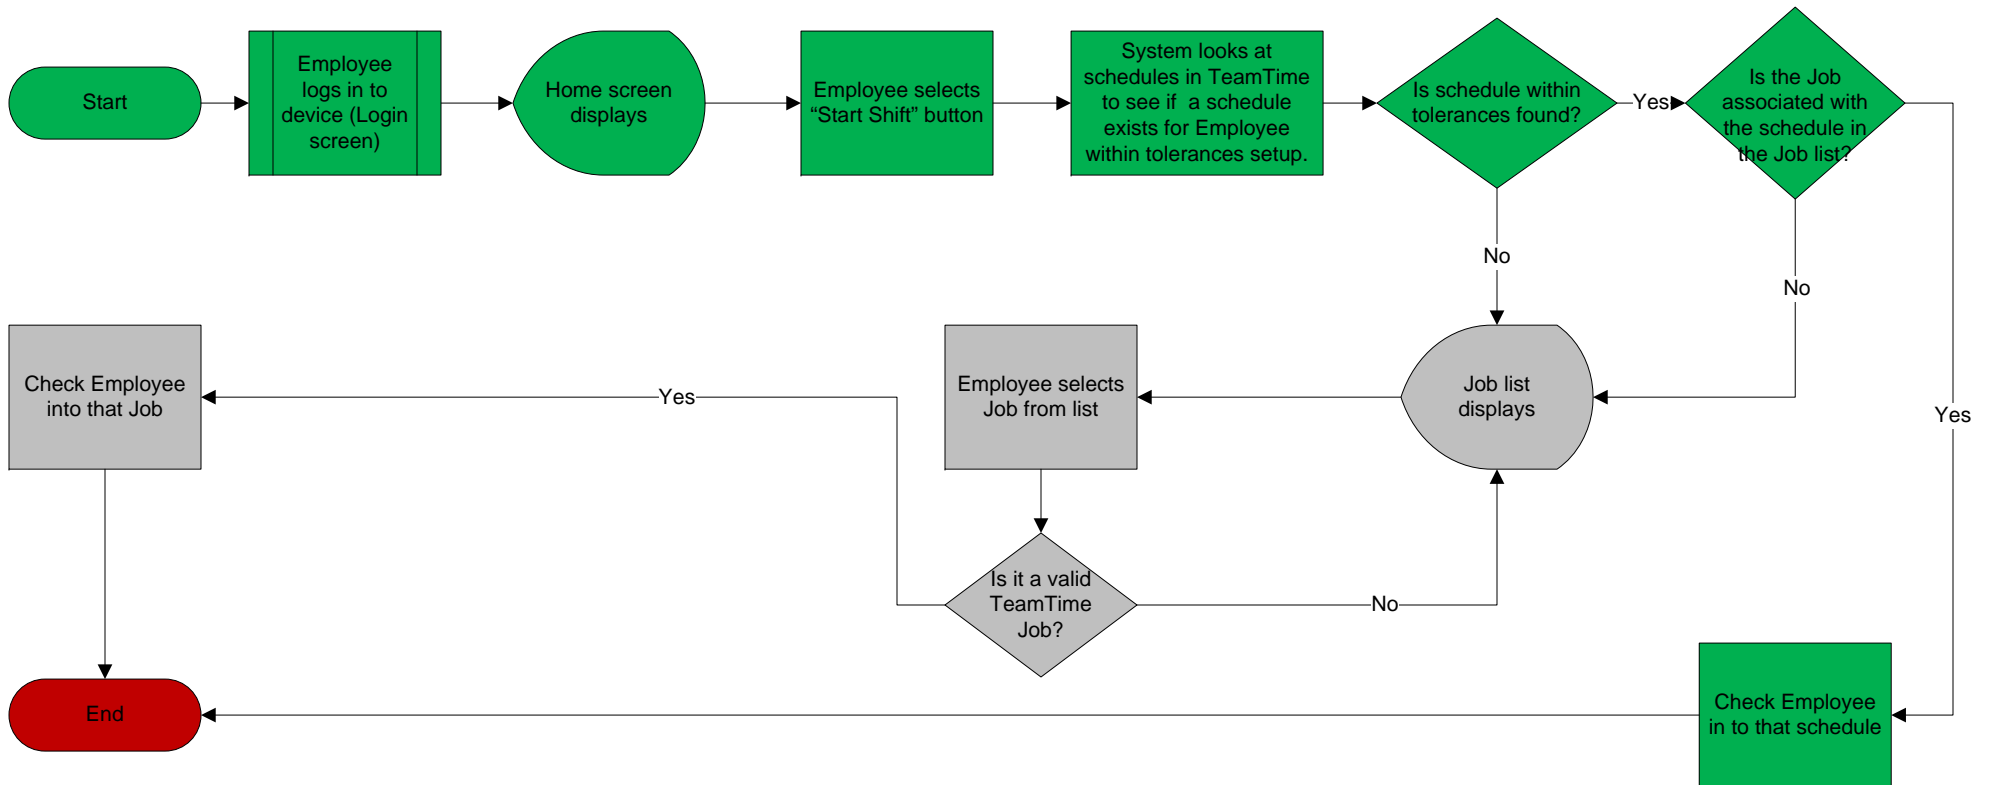 Start
Employee
logs in to
device (Login
screen)
Home screen
displays
Employee selects
“Start Shift” button
System looks at
schedules in TeamTime
to see if  a schedule
exists for Employee
within tolerances setup.
Is schedule within
tolerances found?
Yes
Is the Job
associated with
the schedule in
the Job list?
No
No
Yes
Check Employee
into that Job
Yes
Employee selects
Job from list
Job list
displays
Is it a valid
TeamTime
Job?
No
End
Check Employee
in to that schedule